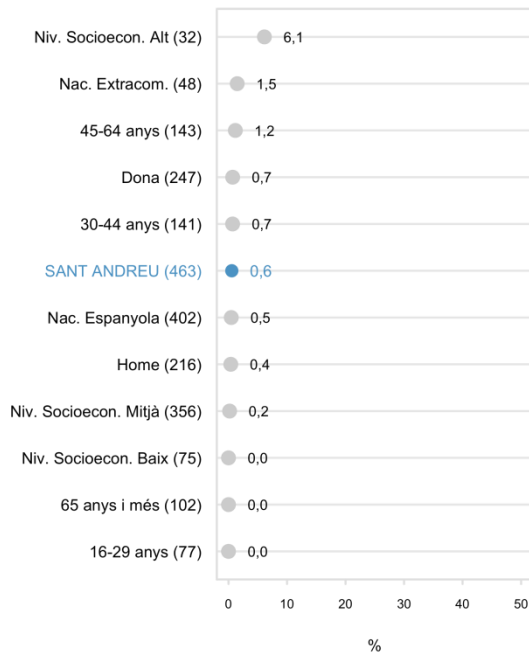 Niv. Socioecon. Alt (32) 6,1
Nac. Extracom. (48) 1,5
45-64 anys (143) 1,2
Dona (247) 0,7
30-44 anys (141) 0,7
SANT ANDREU (463) 0,6
Nac. Espanyola (402) 0,5
Home (216) 0,4
Niv. Socioecon. Mitjà (356) 0,2
Niv. Socioecon. Baix (75) 0,0
65 anys i més (102) 0,0
16-29 anys (77) 0,0
0 10 20 30 40 50
%